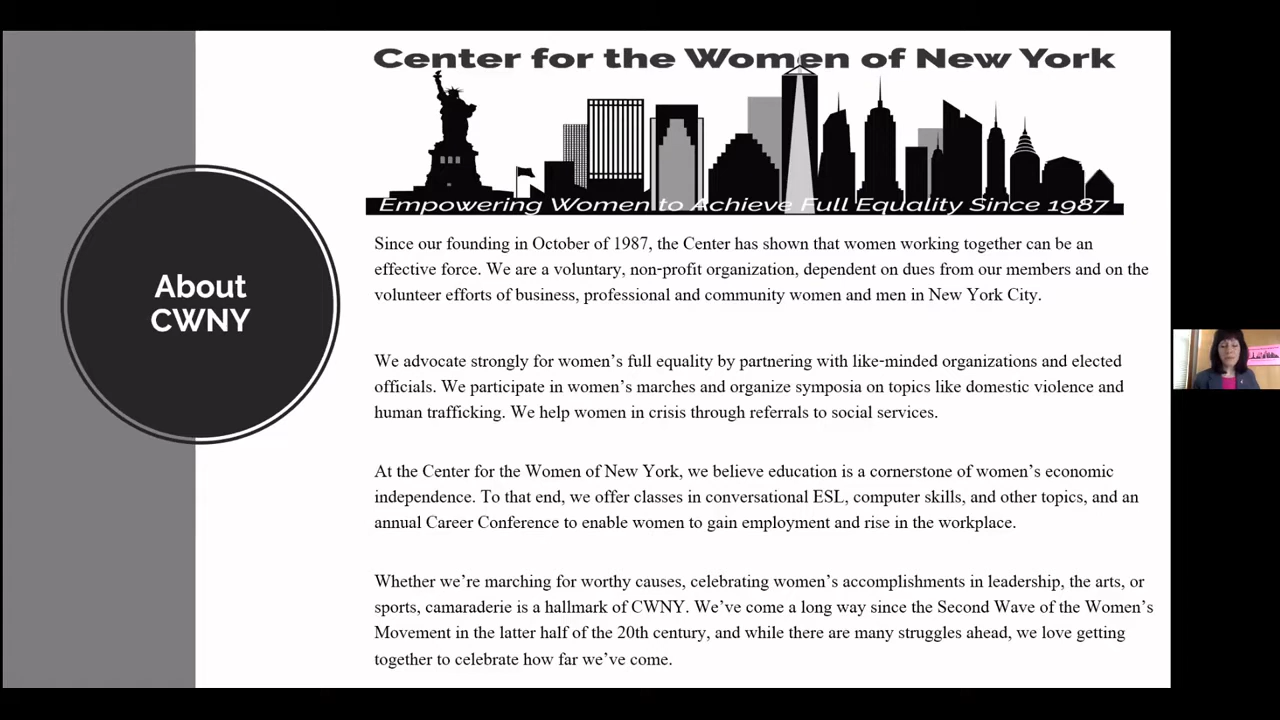 Center for the Women of New York
Empowering Women to Achieve Full Equality Since 1987
About
CWNY
Since our founding in October of 1987, the Center has shown that women working together can be an
effective force. We are a voluntary, non-profit organization, dependent on dues from our members and on the
volunteer efforts of business, professional and community women and men in New York City.
We advocate strongly for women’s full equality by partnering with like-minded organizations and elected
officials. We participate in women’s marches and organize symposia on topics like domestic violence and
human trafficking. We help women in crisis through referrals to social services.
At the Center for the Women of New York, we believe education is a cornerstone of women’s economic
independence. To that end, we offer classes in conversational ESL, computer skills, and other topics, and an
annual Career Conference to enable women to gain employment and rise in the workplace.
Whether we’re marching for worthy causes, celebrating women’s accomplishments in leadership, the arts, or
sports, camaraderie is a hallmark of CWNY. We’ve come a long way since the Second Wave of the Women’s
Movement in the latter half of the 20th century, and while there are many struggles ahead, we love getting
together to celebrate how far we’ve come.